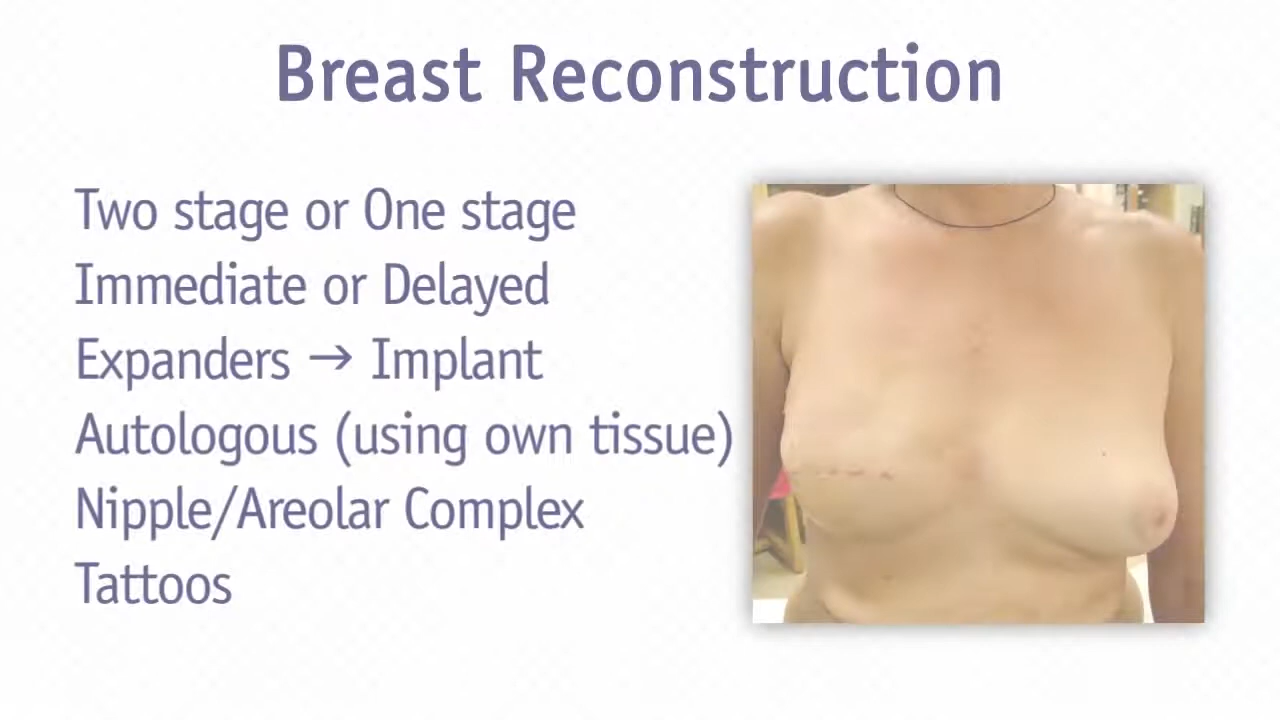 Breast Reconstruction
Two stage or One stage
Immediate or Delayed
Expanders → Implant
Autologous (using own tissue)
Nipple/Areolar Complex
Tattoos